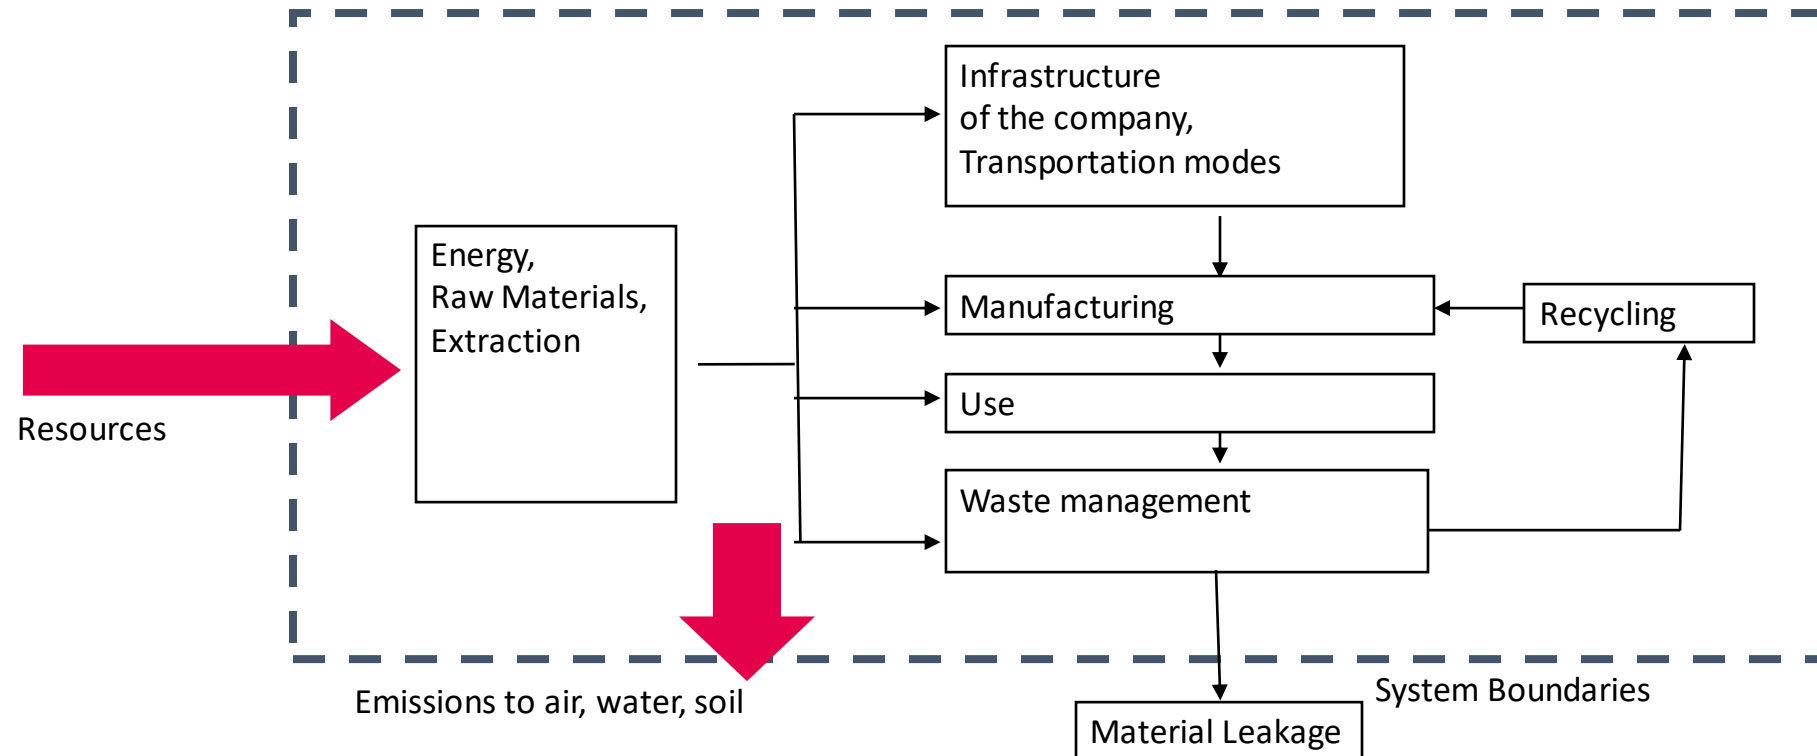 Infrastructure
of the company,
Transportation modes
Energy,
Raw Materials,
Extraction
Manufacturing
Recycling
Use
Resources
Waste management
Emissions to air, water, soil
System Boundaries
Material Leakage